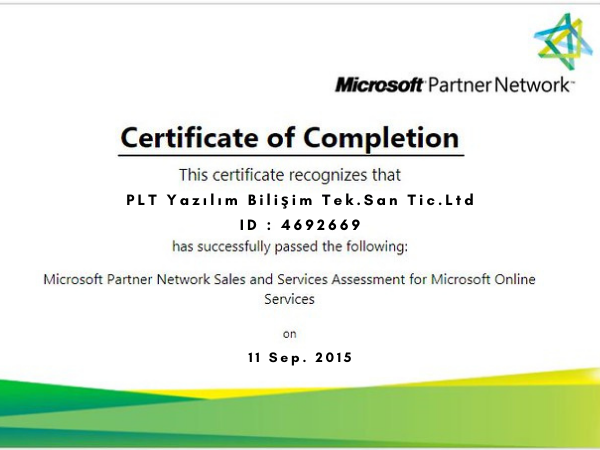 Microsoft Partner Network™
Certificate of Completion
This certificate recognizes that
PLT Yazılım Bilişim Tek.San Tic.Ltd
ID : 4692669
has successfully passed the following:
Microsoft Partner Network Sales and Services Assessment for Microsoft Online
Services
on
11 Sep. 2015